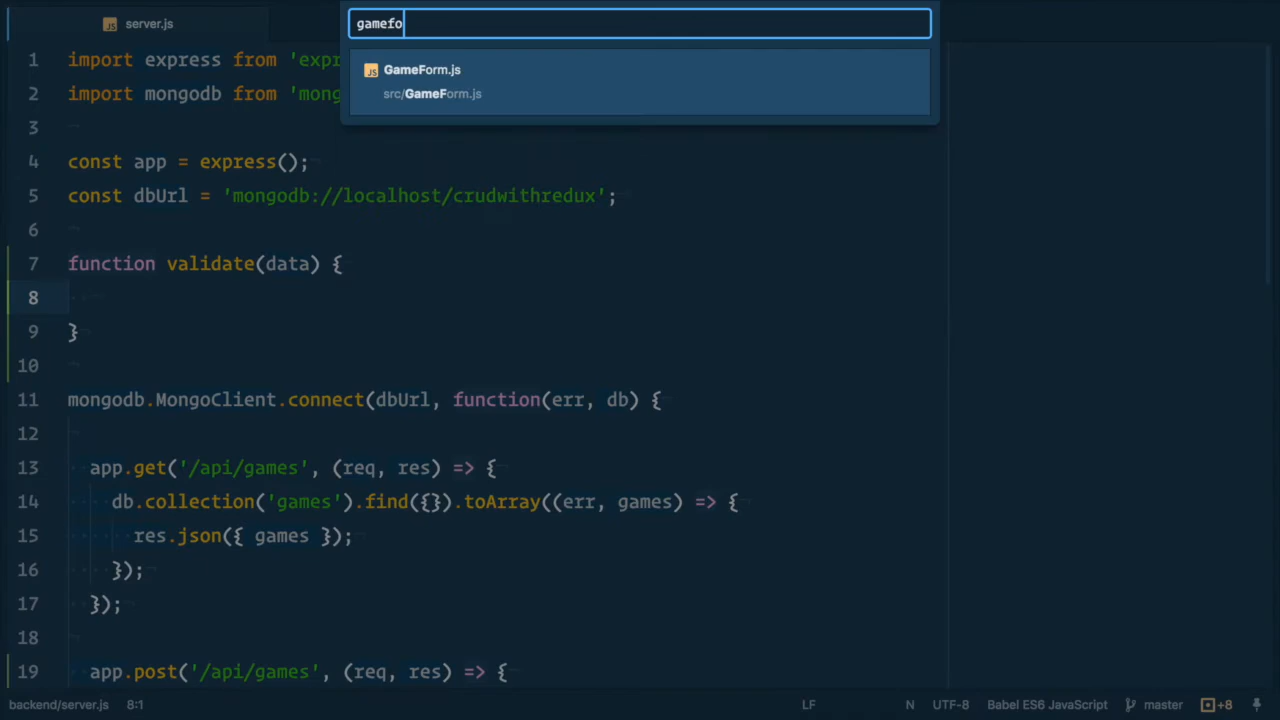 server.js
gamefo
GameForm.js
src/GameForm.js
1 import express from 'expr
2 import mongodb from 'mong
3
4 const app = express();
5 const dbUrl = 'mongodb://localhost/crudwithredux';
6
7 function validate(data) {
8
9 }
10
11 mongodb.MongoClient.connect(dbUrl, function(err, db) {
12
13 app.get('/api/games', (req, res) => {
14 db.collection('games').find({}).toArray((err, games) => {
15 res.json({ games });
16 });
17 });
18
19 app.post('/api/games', (req, res) => {
backend/server.js 8:1 LF N UTF-8 Babel ES6 JavaScript master +8